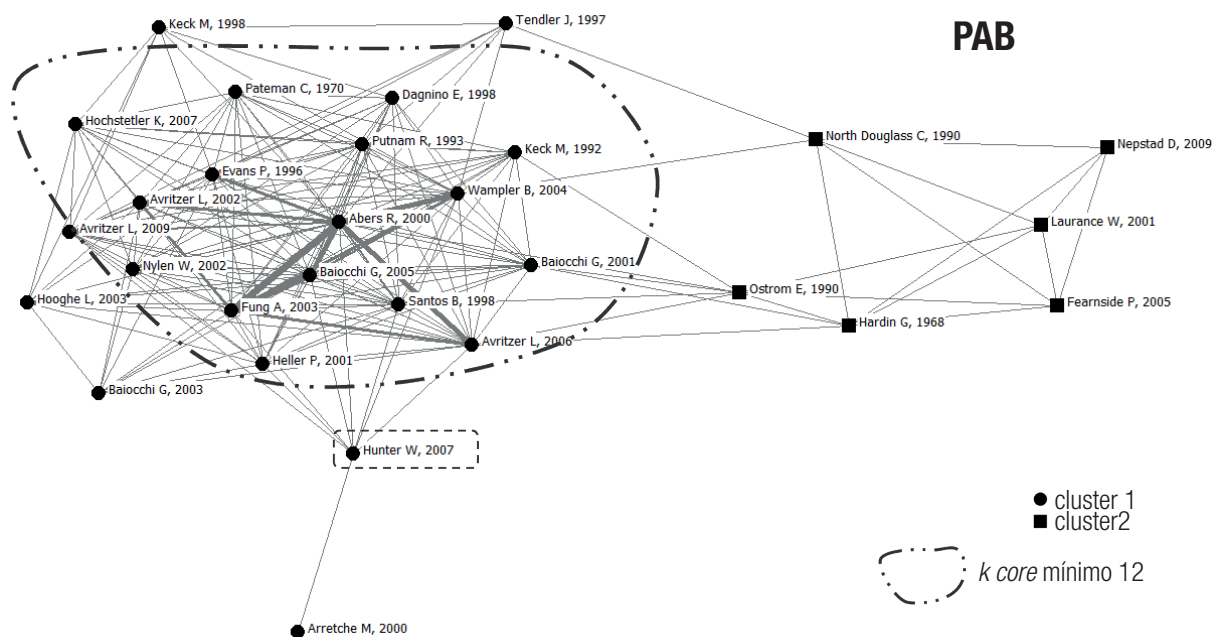 Keck M, 1998
Tendler J, 1997
PAB
Pateman C, 1970
Dagnino E, 1998
Hochstetler K, 2007
Putnam R, 1993
North Douglass C, 1990
Nepstad D, 2009
Keck M, 1992
Evans P, 1996
Wampler B, 2004
Avritzer L, 2002
Abers R, 2000
Laurance W, 2001
Avritzer L, 2009
Baiocchi G, 2001
Nylen W, 2002
Baiocchi G, 2005
Ostrom E, 1990
Hooghe L, 2003
Fung A, 2003
Santos B, 1998
Fearnside P, 2005
Hardin G, 1968
Avritzer L, 2006
Heller P, 2001
Baiocchi G, 2003
Hunter W, 2007
cluster 1
cluster2
k core mínimo 12
Arretche M, 2000